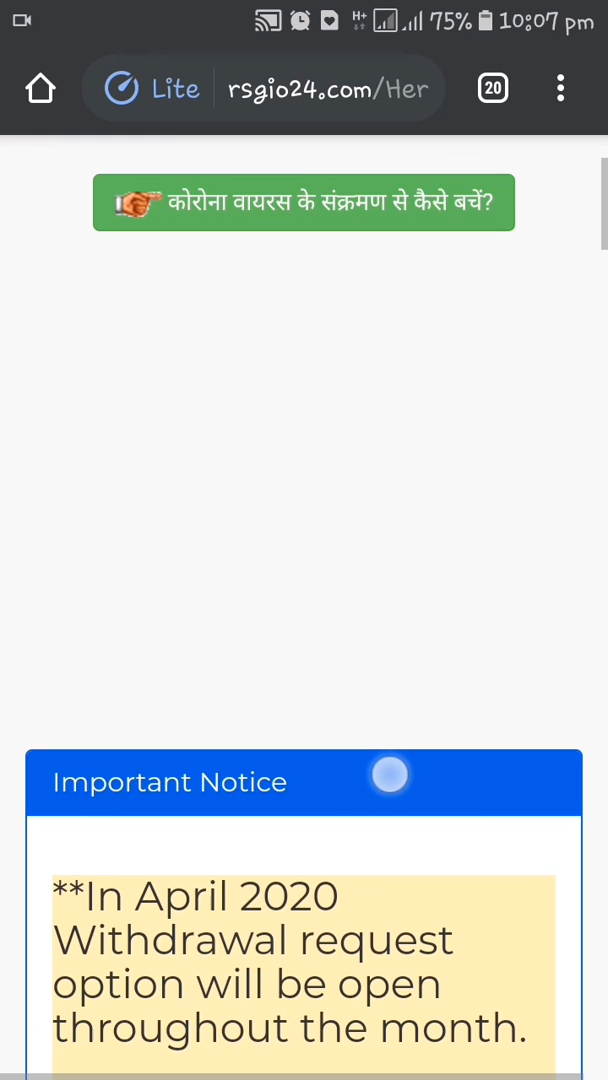 H+ 75% 10:07 pm
Lite rsgio24.com/Her 20
कोरोना वायरस के संक्रमण से कैसे बचें?
Important Notice
**In April 2020
Withdrawal request
option will be open
throughout the month.